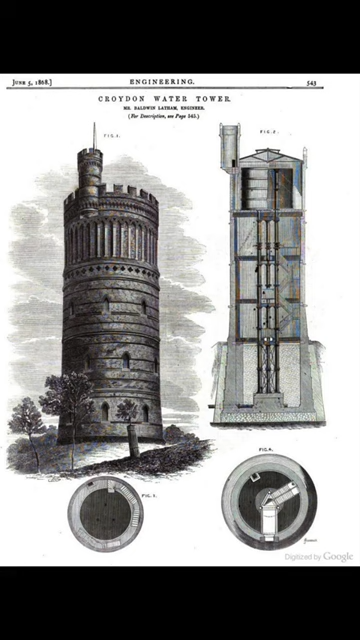 JUNE 5, 1868.]
ENGINEERING.
543
CROYDON WATER TOWER.
MR. BALDWIN LATHAM, ENGINEER.
(For Description, see Page 545.)
FIG. 1.
FIG. 2.
FIG. 3.
FIG. 4.
Digitized by Google